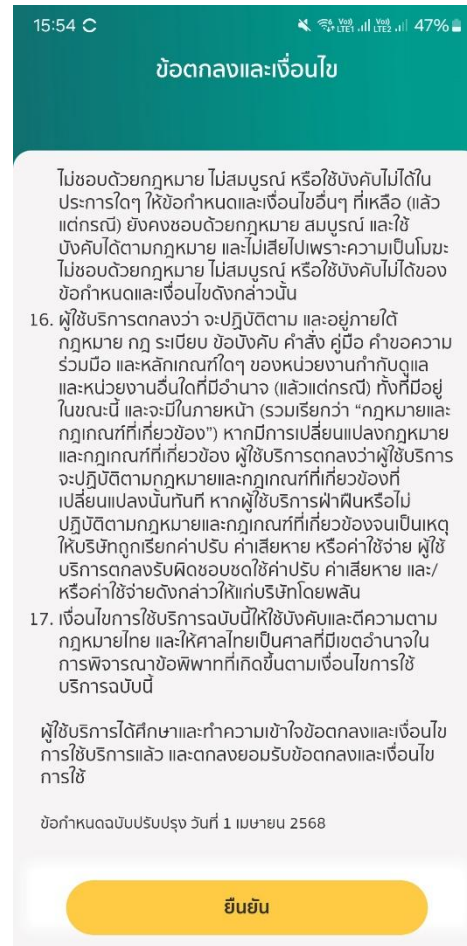 15:54
Vo)) LTE1 Vo)) LTE2 47%
ข้อตกลงและเงื่อนไข
ไม่ชอบด้วยกฎหมาย ไม่สมบูรณ์ หรือใช้บังคับไม่ได้ใน
ประการใดๆ ให้ข้อกำหนดและเงื่อนไขอื่นๆ ที่เหลือ (แล้ว
แต่กรณี) ยังคงชอบด้วยกฎหมาย สมบูรณ์ และใช้
บังคับได้ตามกฎหมาย และไม่เสียไปเพราะความเป็นโมฆะ
ไม่ชอบด้วยกฎหมาย ไม่สมบูรณ์ หรือใช้บังคับไม่ได้ของ
ข้อกำหนดและเงื่อนไขดังกล่าวนั้น
16. ผู้ใช้บริการตกลงว่า จะปฏิบัติตาม และอยู่ภายใต้
กฎหมาย กฎ ระเบียบ ข้อบังคับ คำสั่ง คู่มือ คำขอความ
ร่วมมือ และหลักเกณฑ์ใดๆ ของหน่วยงานกำกับดูแล
และหน่วยงานอื่นใดที่มีอำนาจ (แล้วแต่กรณี) ทั้งที่มีอยู่
ในขณะนี้ และจะมีในภายหน้า (รวมเรียกว่า “กฎหมายและ
กฎเกณฑ์ที่เกี่ยวข้อง”) หากมีการเปลี่ยนแปลงกฎหมาย
และกฎเกณฑ์ที่เกี่ยวข้อง ผู้ใช้บริการตกลงว่าผู้ใช้บริการ
จะปฏิบัติตามกฎหมายและกฎเกณฑ์ที่เกี่ยวข้องที่
เปลี่ยนแปลงนั้นทันที หากผู้ใช้บริการฝ่าฝืนหรือไม่
ปฏิบัติตามกฎหมายและกฎเกณฑ์ที่เกี่ยวข้องจนเป็นเหตุ
ให้บริษัทถูกเรียกค่าปรับ ค่าเสียหาย หรือค่าใช้จ่าย ผู้ใช้
บริการตกลงรับผิดชอบชดใช้ค่าปรับ ค่าเสียหาย และ/
หรือค่าใช้จ่ายดังกล่าวให้แก่บริษัทโดยพลัน
17. เงื่อนไขการใช้บริการฉบับนี้ให้ใช้บังคับและตีความตาม
กฎหมายไทย และให้ศาลไทยเป็นศาลที่มีเขตอำนาจใน
การพิจารณาข้อพิพาทที่เกิดขึ้นตามเงื่อนไขการใช้
บริการฉบับนี้
ผู้ใช้บริการได้ศึกษาและทำความเข้าใจข้อตกลงและเงื่อนไข
การใช้บริการแล้ว และตกลงยอมรับข้อตกลงและเงื่อนไข
การใช้
ข้อกำหนดฉบับปรับปรุง วันที่ 1 เมษายน 2568
ยืนยัน